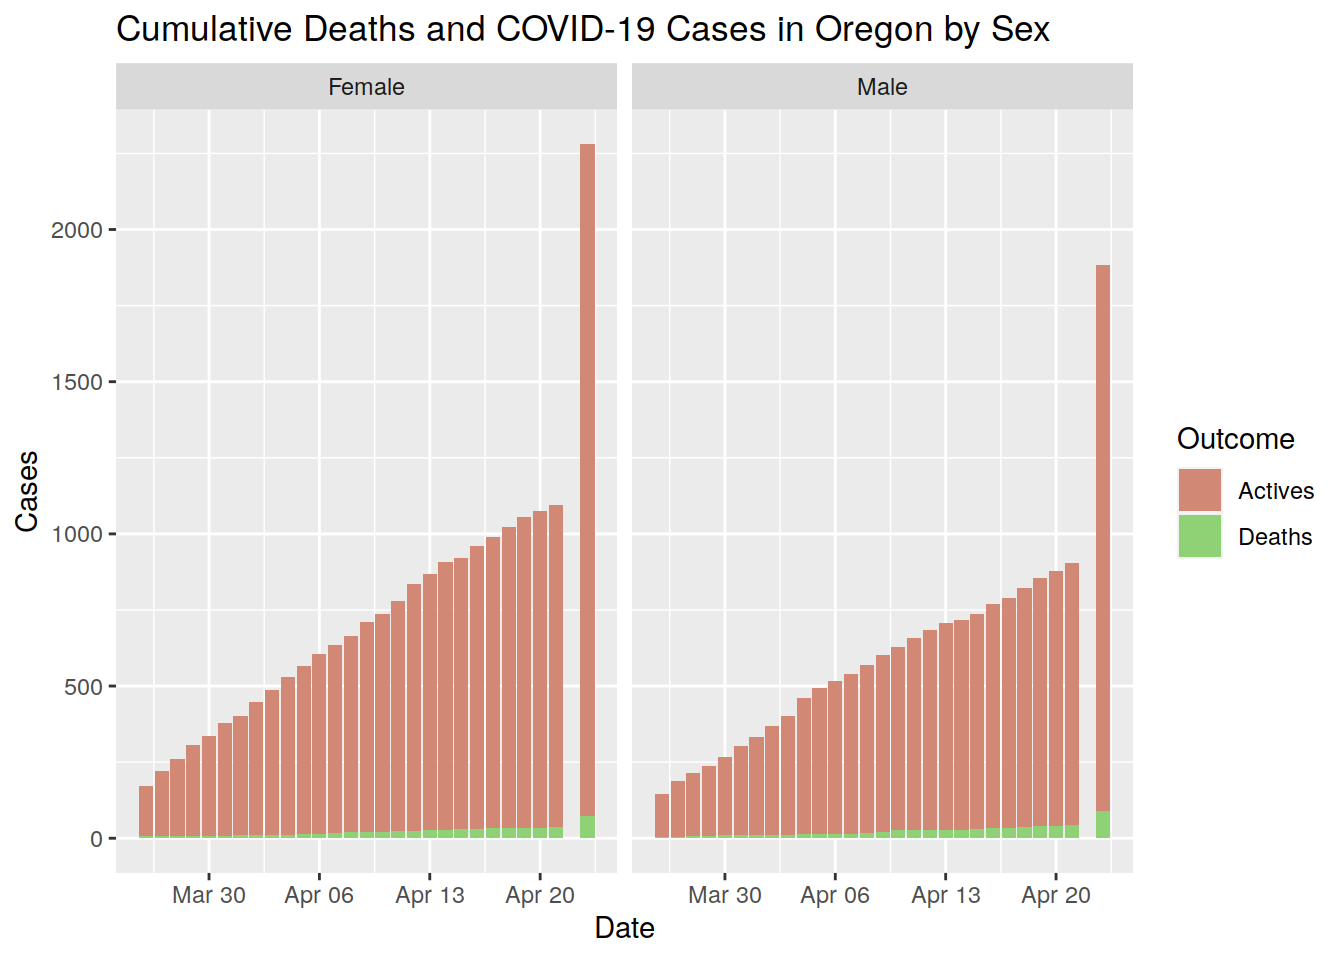 Cumulative Deaths and COVID-19 Cases in Oregon by Sex
Female
Male
2000
1500
1000
500
0
Cases
Mar 30
Apr 06
Apr 13
Apr 20
Mar 30
Apr 06
Apr 13
Apr 20
Date
Outcome
Actives
Deaths